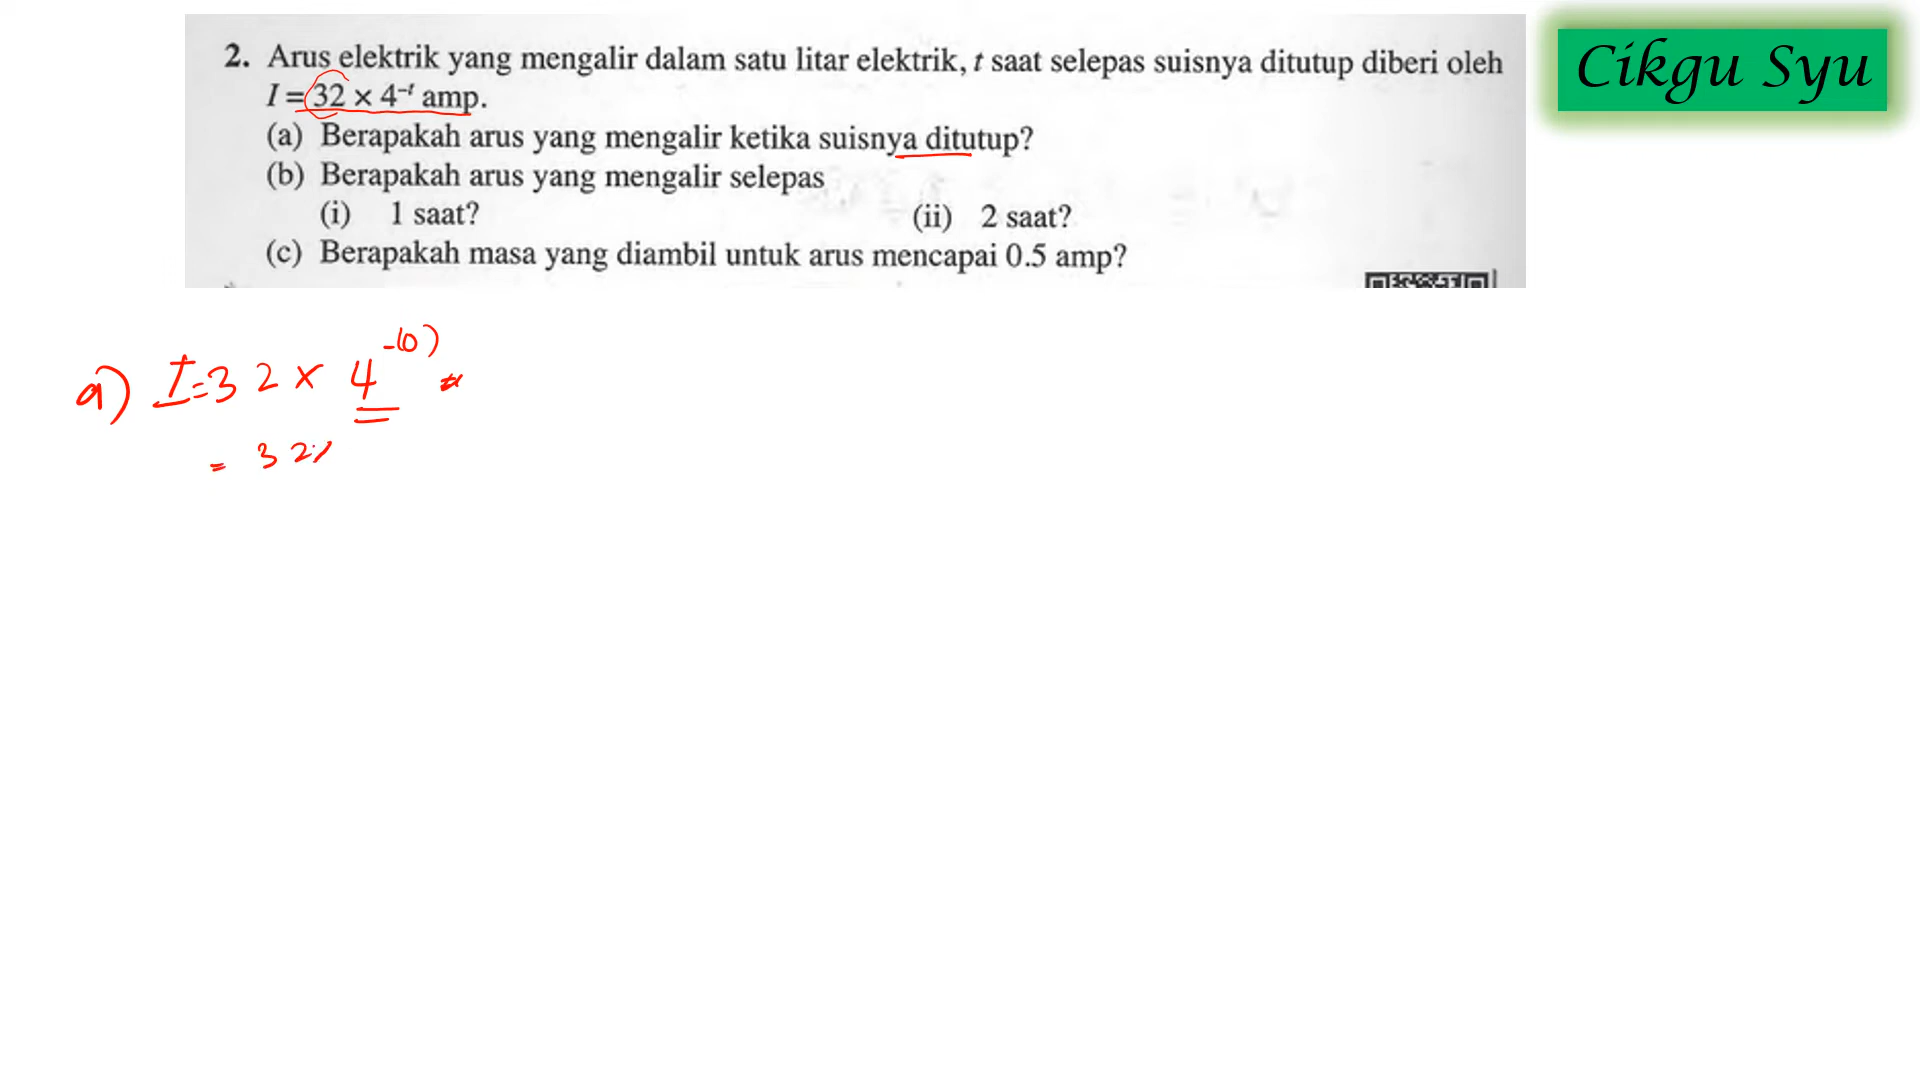 2. Arus elektrik yang mengalir dalam satu litar elektrik, t saat selepas suisnya ditutup diberi oleh
I = 32 × 4⁻ᵗ amp.
(a) Berapakah arus yang mengalir ketika suisnya ditutup?
(b) Berapakah arus yang mengalir selepas
(i) 1 saat? (ii) 2 saat?
(c) Berapakah masa yang diambil untuk arus mencapai 0.5 amp?
Cikgu Syu
a) I = 32 × 4⁻⁽⁰⁾
= 32